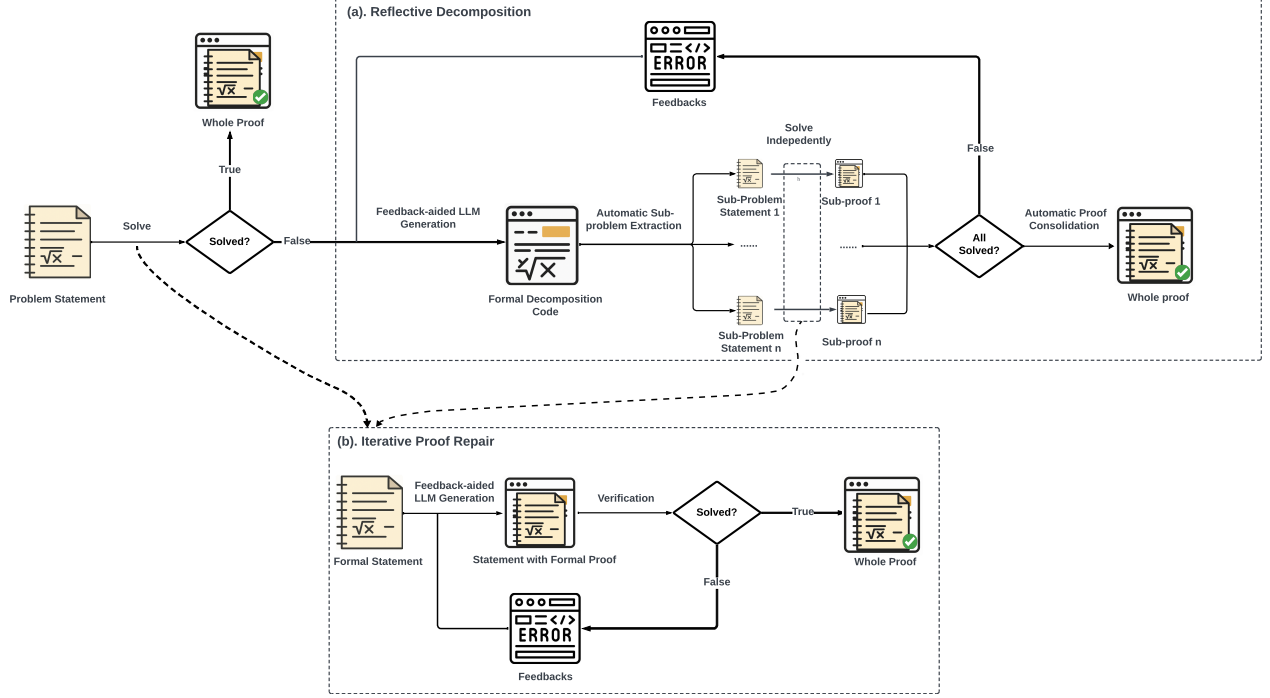 (a). Reflective Decomposition
ERROR
Feedbacks
Whole Proof
True
Solve
Solved?
False
Problem Statement
Feedback-aided LLM
Generation
√x
Formal Decomposition
Code
Automatic Sub-
problem Extraction
Solve
Indepedently
Sub-Problem
Statement 1
Sub-proof 1
......
......
Sub-Problem
Statement n
Sub-proof n
False
All
Solved?
Automatic Proof
Consolidation
Whole proof
(b). Iterative Proof Repair
Formal Statement
Feedback-aided
LLM Generation
Statement with Formal Proof
Verification
Solved?
True
Whole Proof
False
ERROR
Feedbacks